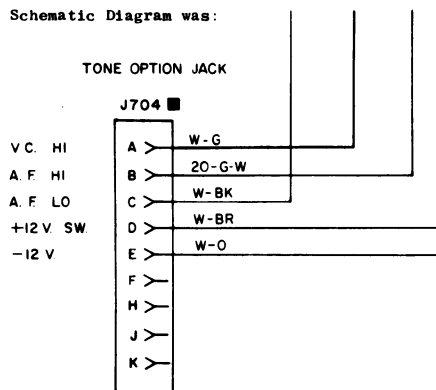 Schematic Diagram was:
TONE OPTION JACK
J704
V.C. HI A W-G
A.F. HI B 20-G-W
A.F. LO C W-BK
+12 V. SW. D W-BR
-12 V. E W-O
F
H
J
K